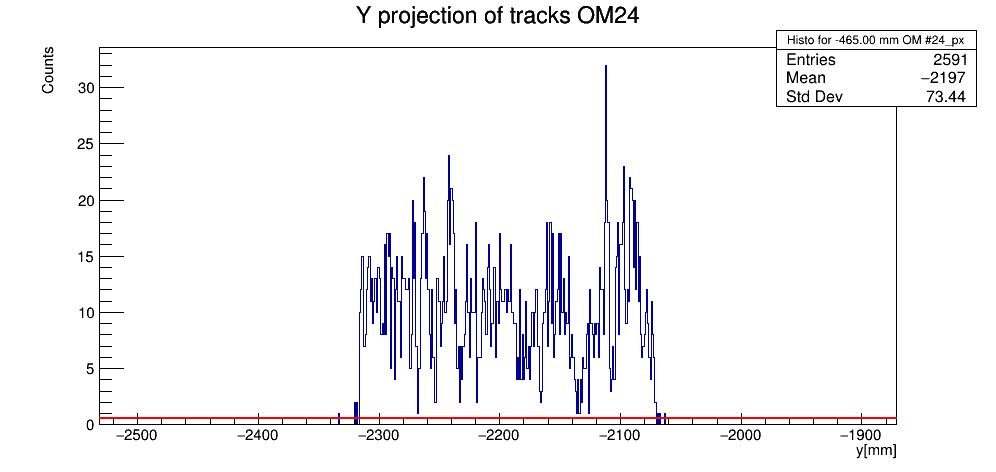 Y projection of tracks OM24
Histo for -465.00 mm OM #24_px
Entries 2591
Mean −2197
Std Dev 73.44
Counts
30
25
20
15
10
5
0
−2500 −2400 −2300 −2200 −2100 −2000 −1900
y[mm]